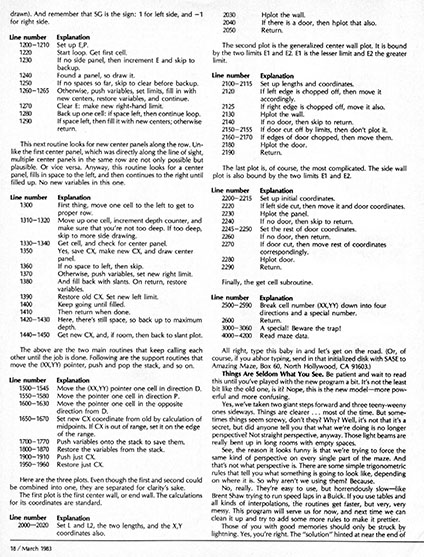 drawn). And remember that SG is the sign: 1 for left side, and −1
for right side.
Line number Explanation
1200—1210 Set up E,P.
1220 Start loop. Get first cell.
1230 If no side panel, then increment E and skip to
backup.
1240 Found a panel, so draw it.
1250 If no spaces so far, skip to clear before backup.
1260—1265 Otherwise, push variables, set limits, fill in with
new centers, restore variables, and continue.
1270 Clear E: make new right-hand limit.
1280 Back up one cell: if space left, then continue loop.
1290 If space left, then fill it with new centers; otherwise
return.
This next routine looks for new center panels along the row. Un-
like the first center panel, which was directly along the line of sight,
multiple center panels in the same row are not only possible but
plausible. Or vice versa. Anyway, this routine looks for a center
panel, fills in space to the left, and then continues to the right until
filled up. No new variables in this one.
Line number Explanation
1300 First thing, move one cell to the left to get to
proper row.
1310—1320 Move up one cell, increment depth counter, and
make sure that you're not too deep. If too deep,
skip to more side drawing.
1330—1340 Get cell, and check for center panel.
1350 Yes, save CX, make new CX, and draw center
panel.
1360 If no space to left, then skip.
1370 Otherwise, push variables, set new right limit.
1380 And fill back with slants. On return, restore
variables.
1390 Restore old CX. Set new left limit.
1400 Keep going until filled.
1410 Then return when done.
1420—1430 Here, there's still space, so back up to maximum
depth.
1440—1450 Get new CX, and, if room, then back to slant plot.
The above are the two main routines that keep calling each
other until the job is done. Following are the support routines that
move the (XX,YY) pointer, push and pop the stack, and so on.
Line number Explanation
1500—1545 Move the (XX,YY) pointer one cell in direction D.
1550—1580 Move the pointer one cell in direction P.
1600—1630 Move the pointer one cell in the opposite
direction from D.
1650—1670 Set new CX coordinate from old by calculation of
midpoints. If CX is out of range, set it on the edge
of the range.
1700—1770 Push variables onto the stack to save them.
1800—1870 Restore the variables from the stack.
1900—1910 Push just CX.
1950—1960 Restore just CX.
Here are the three plots. Even though the first and second could
be combined into one, they are separated for clarity's sake.
The first plot is the center wall, or end wall. The calculations
for its coordinates are standard.
Line number Explanation
2000—2020 Set L1 and L2, the two lengths, and the X,Y
coordinates also.
18 / March 1983
2030 Hplot the wall.
2040 If there is a door, then hplot that also.
2050 Return.
The second plot is the generalized center wall plot. It is bound
by the two limits E1 and E2. E1 is the lesser limit and E2 the greater
limit.
Line number Explanation
2100—2115 Set up lengths and coordinates.
2120 If left edge is chopped off, then move it
accordingly.
2125 If right edge is chopped off, move it also.
2130 Hplot the wall.
2140 If no door, then skip to return.
2150—2155 If door cut off by limits, then don't plot it.
2160—2170 If edges of door chopped, then move them.
2180 Hplot the door.
2190 Return.
The last plot is, of course, the most complicated. The side wall
plot is also bound by the two limits E1 and E2.
Line number Explanation
2200—2215 Set up initial coordinates.
2220 If left side cut, then move it and door coordinates.
2230 Hplot the panel.
2240 If no door, then skip to return.
2245—2250 Set the rest of door coordinates.
2260 If no door, then return.
2270 If door cut, then move rest of coordinates
correspondingly.
2280 Hplot door.
2290 Return.
Finally, the get cell subroutine.
Line number Explanation
2500—2590 Break cell number (XX,YY) down into four
directions and a special number.
2600 Return.
3000—3060 A special! Beware the trap!
4000—4200 Read maze data.
All right, type this baby in and let's get on the road. (Or, of
course, if you abhor typing, send in that initialized disk with SASE to
Amazing Maze, Box 60, North Hollywood, CA 91603.)
Things Are Seldom What You See. Be patient and wait to read
this until you've played with the new program a bit. It's not the least
bit like the old one, is it? Nope, this is the new model—more pow-
erful and more confusing.
Yes, we've taken two giant steps forward and three teeny-weeny
ones sideways. Things are clearer . . . most of the time. But some-
times things seem screwy, don't they? Why? Well, it's not that it's a
secret, but did anyone tell you that what we're doing is no longer
perspective? Not straight perspective, anyway. Those light beams are
really bent up in long rooms with empty spaces.
See, the reason it looks funny is that we're trying to force the
same kind of perspective on every single part of the maze. And
that's not what perspective is. There are some simple trigonometric
rules that tell you what something is going to look like, depending
on where it is. So why aren't we using them? Because.
No, really. They're easy to use, but horrendously slow—like
Brent Shaw trying to run speed laps in a Buick. If you use tables and
all kinds of interpolations, the routines get faster, but very, very
messy. This program will serve us for now, and next time we can
clean it up and try to add some more rules to make it prettier.
Those of you with good memories should be struck by
lightning. Yes, you're right. The "solution" hinted at near the end of